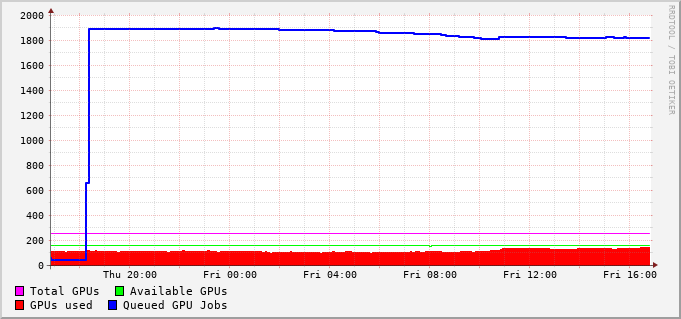 2000
1800
1600
1400
1200
1000
800
600
400
200
0
Thu 20:00 Fri 00:00 Fri 04:00 Fri 08:00 Fri 12:00 Fri 16:00
Total GPUs Available GPUs
GPUs used Queued GPU Jobs
RRDTOOL / TOBI OETIKER